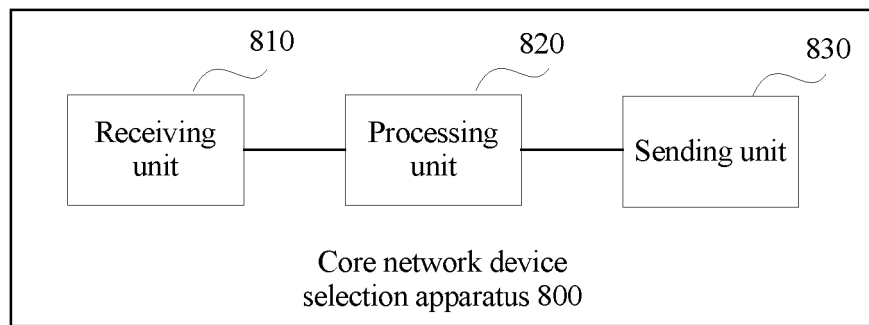 810
820
830
Receiving
unit
Processing
unit
Sending unit
Core network device
selection apparatus 800